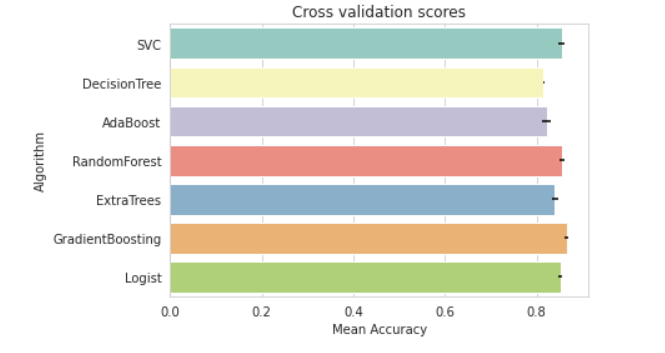 Cross validation scores
SVC
DecisionTree
AdaBoost
RandomForest
ExtraTrees
GradientBoosting
Logist
Algorithm
0.0 0.2 0.4 0.6 0.8
Mean Accuracy